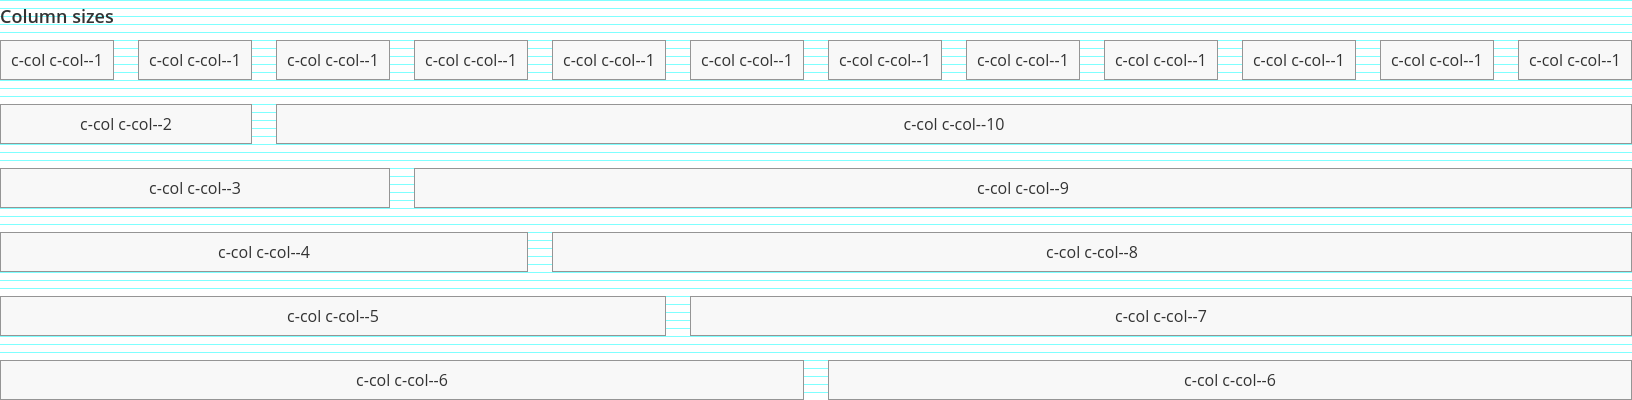 Column sizes
c-col c-col--1 c-col c-col--1 c-col c-col--1 c-col c-col--1 c-col c-col--1 c-col c-col--1 c-col c-col--1 c-col c-col--1 c-col c-col--1 c-col c-col--1 c-col c-col--1 c-col c-col--1
c-col c-col--2 c-col c-col--10
c-col c-col--3 c-col c-col--9
c-col c-col--4 c-col c-col--8
c-col c-col--5 c-col c-col--7
c-col c-col--6 c-col c-col--6